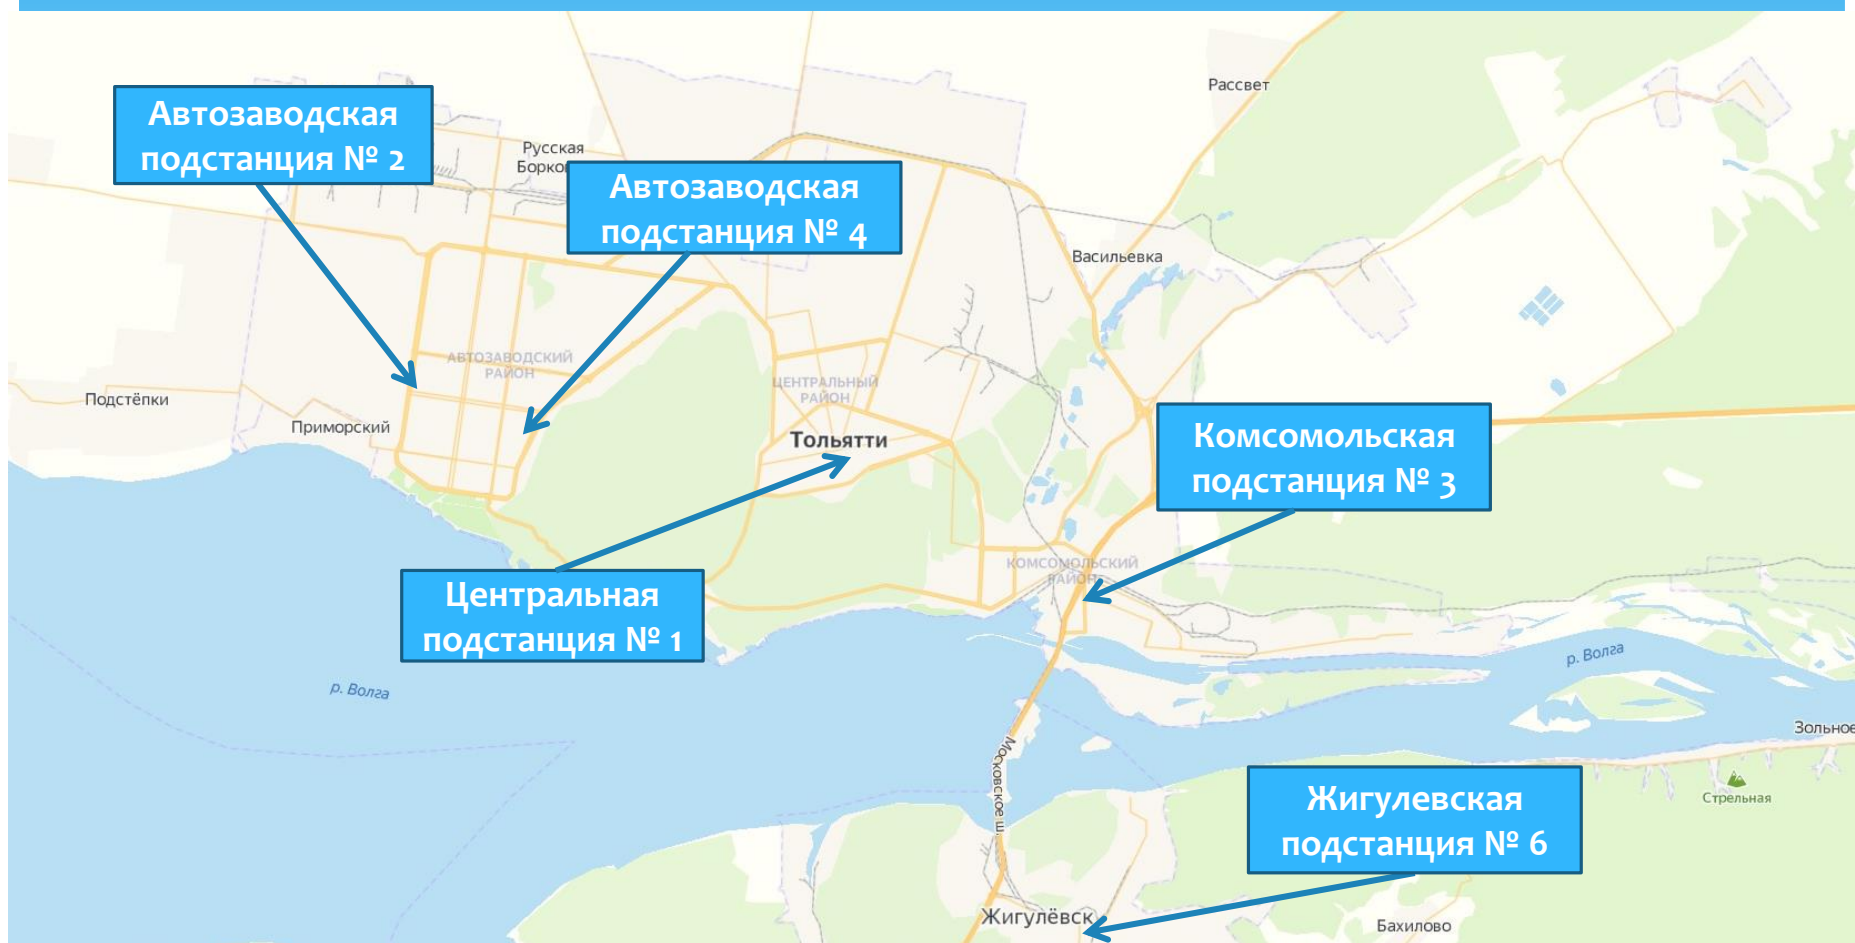 Рассвет
Автозаводская
подстанция № 2
Русская
Автозаводская
подстанция № 4
Васильевка
АВТОЗАВОДСКИЙ
РАЙОН
ЦЕНТРАЛЬНЫЙ
РАЙОН
Подстёпки
Приморский
Тольятти
Комсомольская
подстанция № 3
КОМСОМОЛЬСКИЙ
РАЙОН
Центральная
подстанция № 1
р. Волга
р. Волга
Зольное
Московское ш.
Жигулевская
подстанция № 6
Стрельная
Жигулёвск
Бахилово